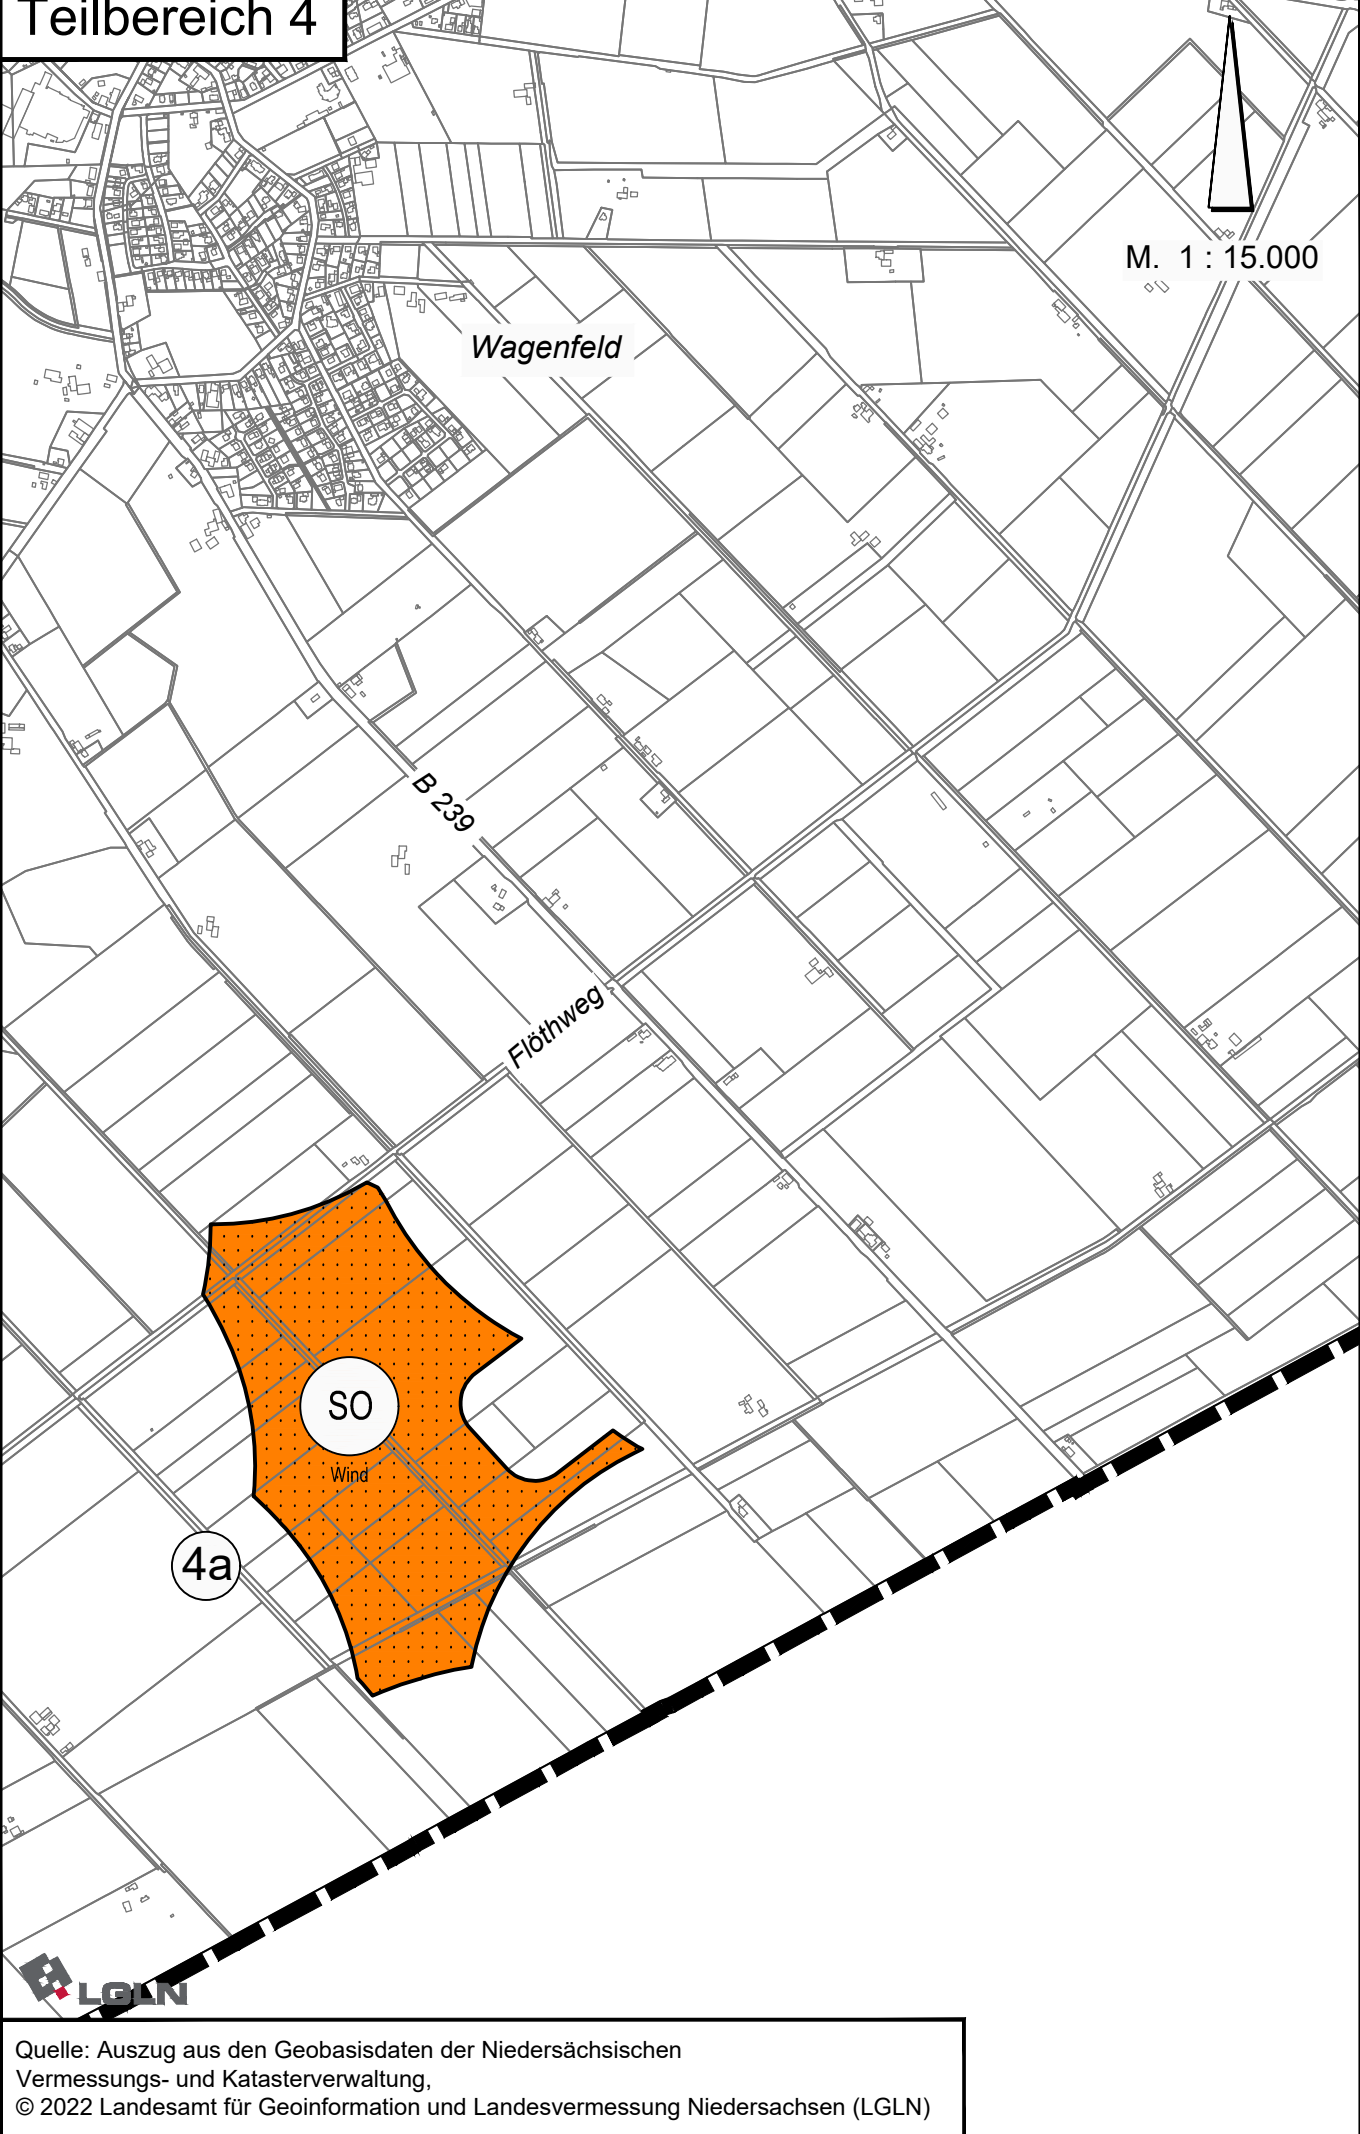 Teilbereich 4
M. 1 : 15.000
Wagenfeld
B 239
Flöthweg
SO
Wind
4a
LGLN
Quelle: Auszug aus den Geobasisdaten der Niedersächsischen
Vermessungs- und Katasterverwaltung,
© 2022 Landesamt für Geoinformation und Landesvermessung Niedersachsen (LGLN)